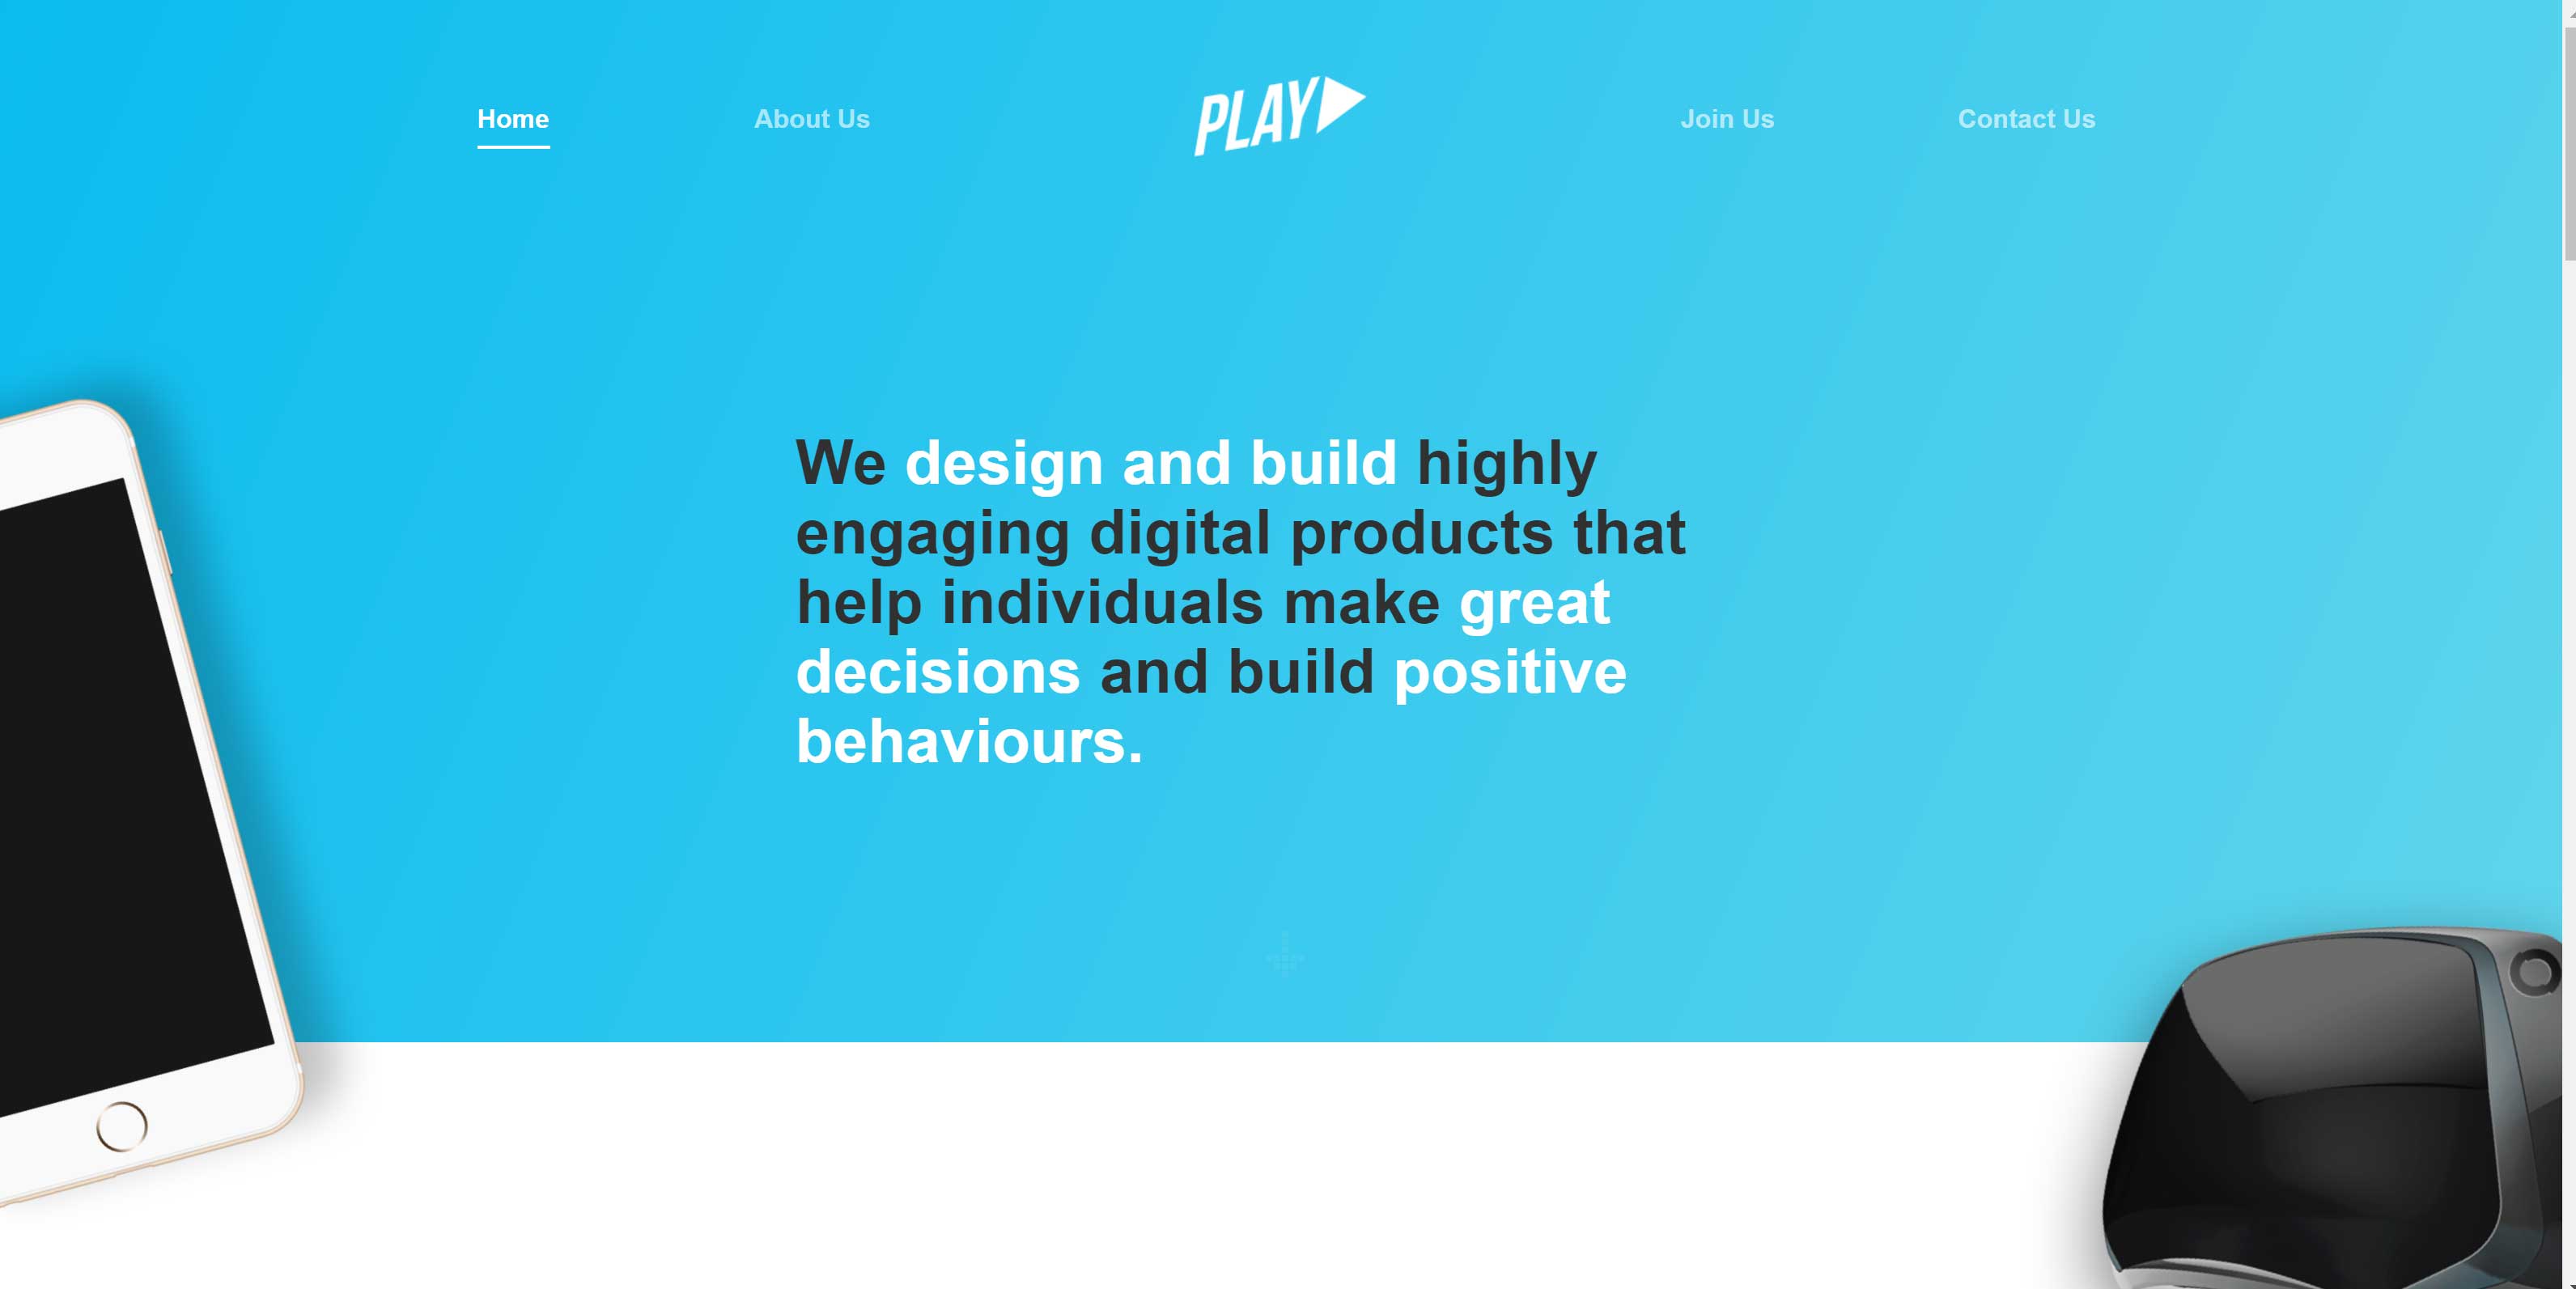 Home
About Us
PLAY
Join Us
Contact Us
We design and build highly
engaging digital products that
help individuals make great
decisions and build positive
behaviours.